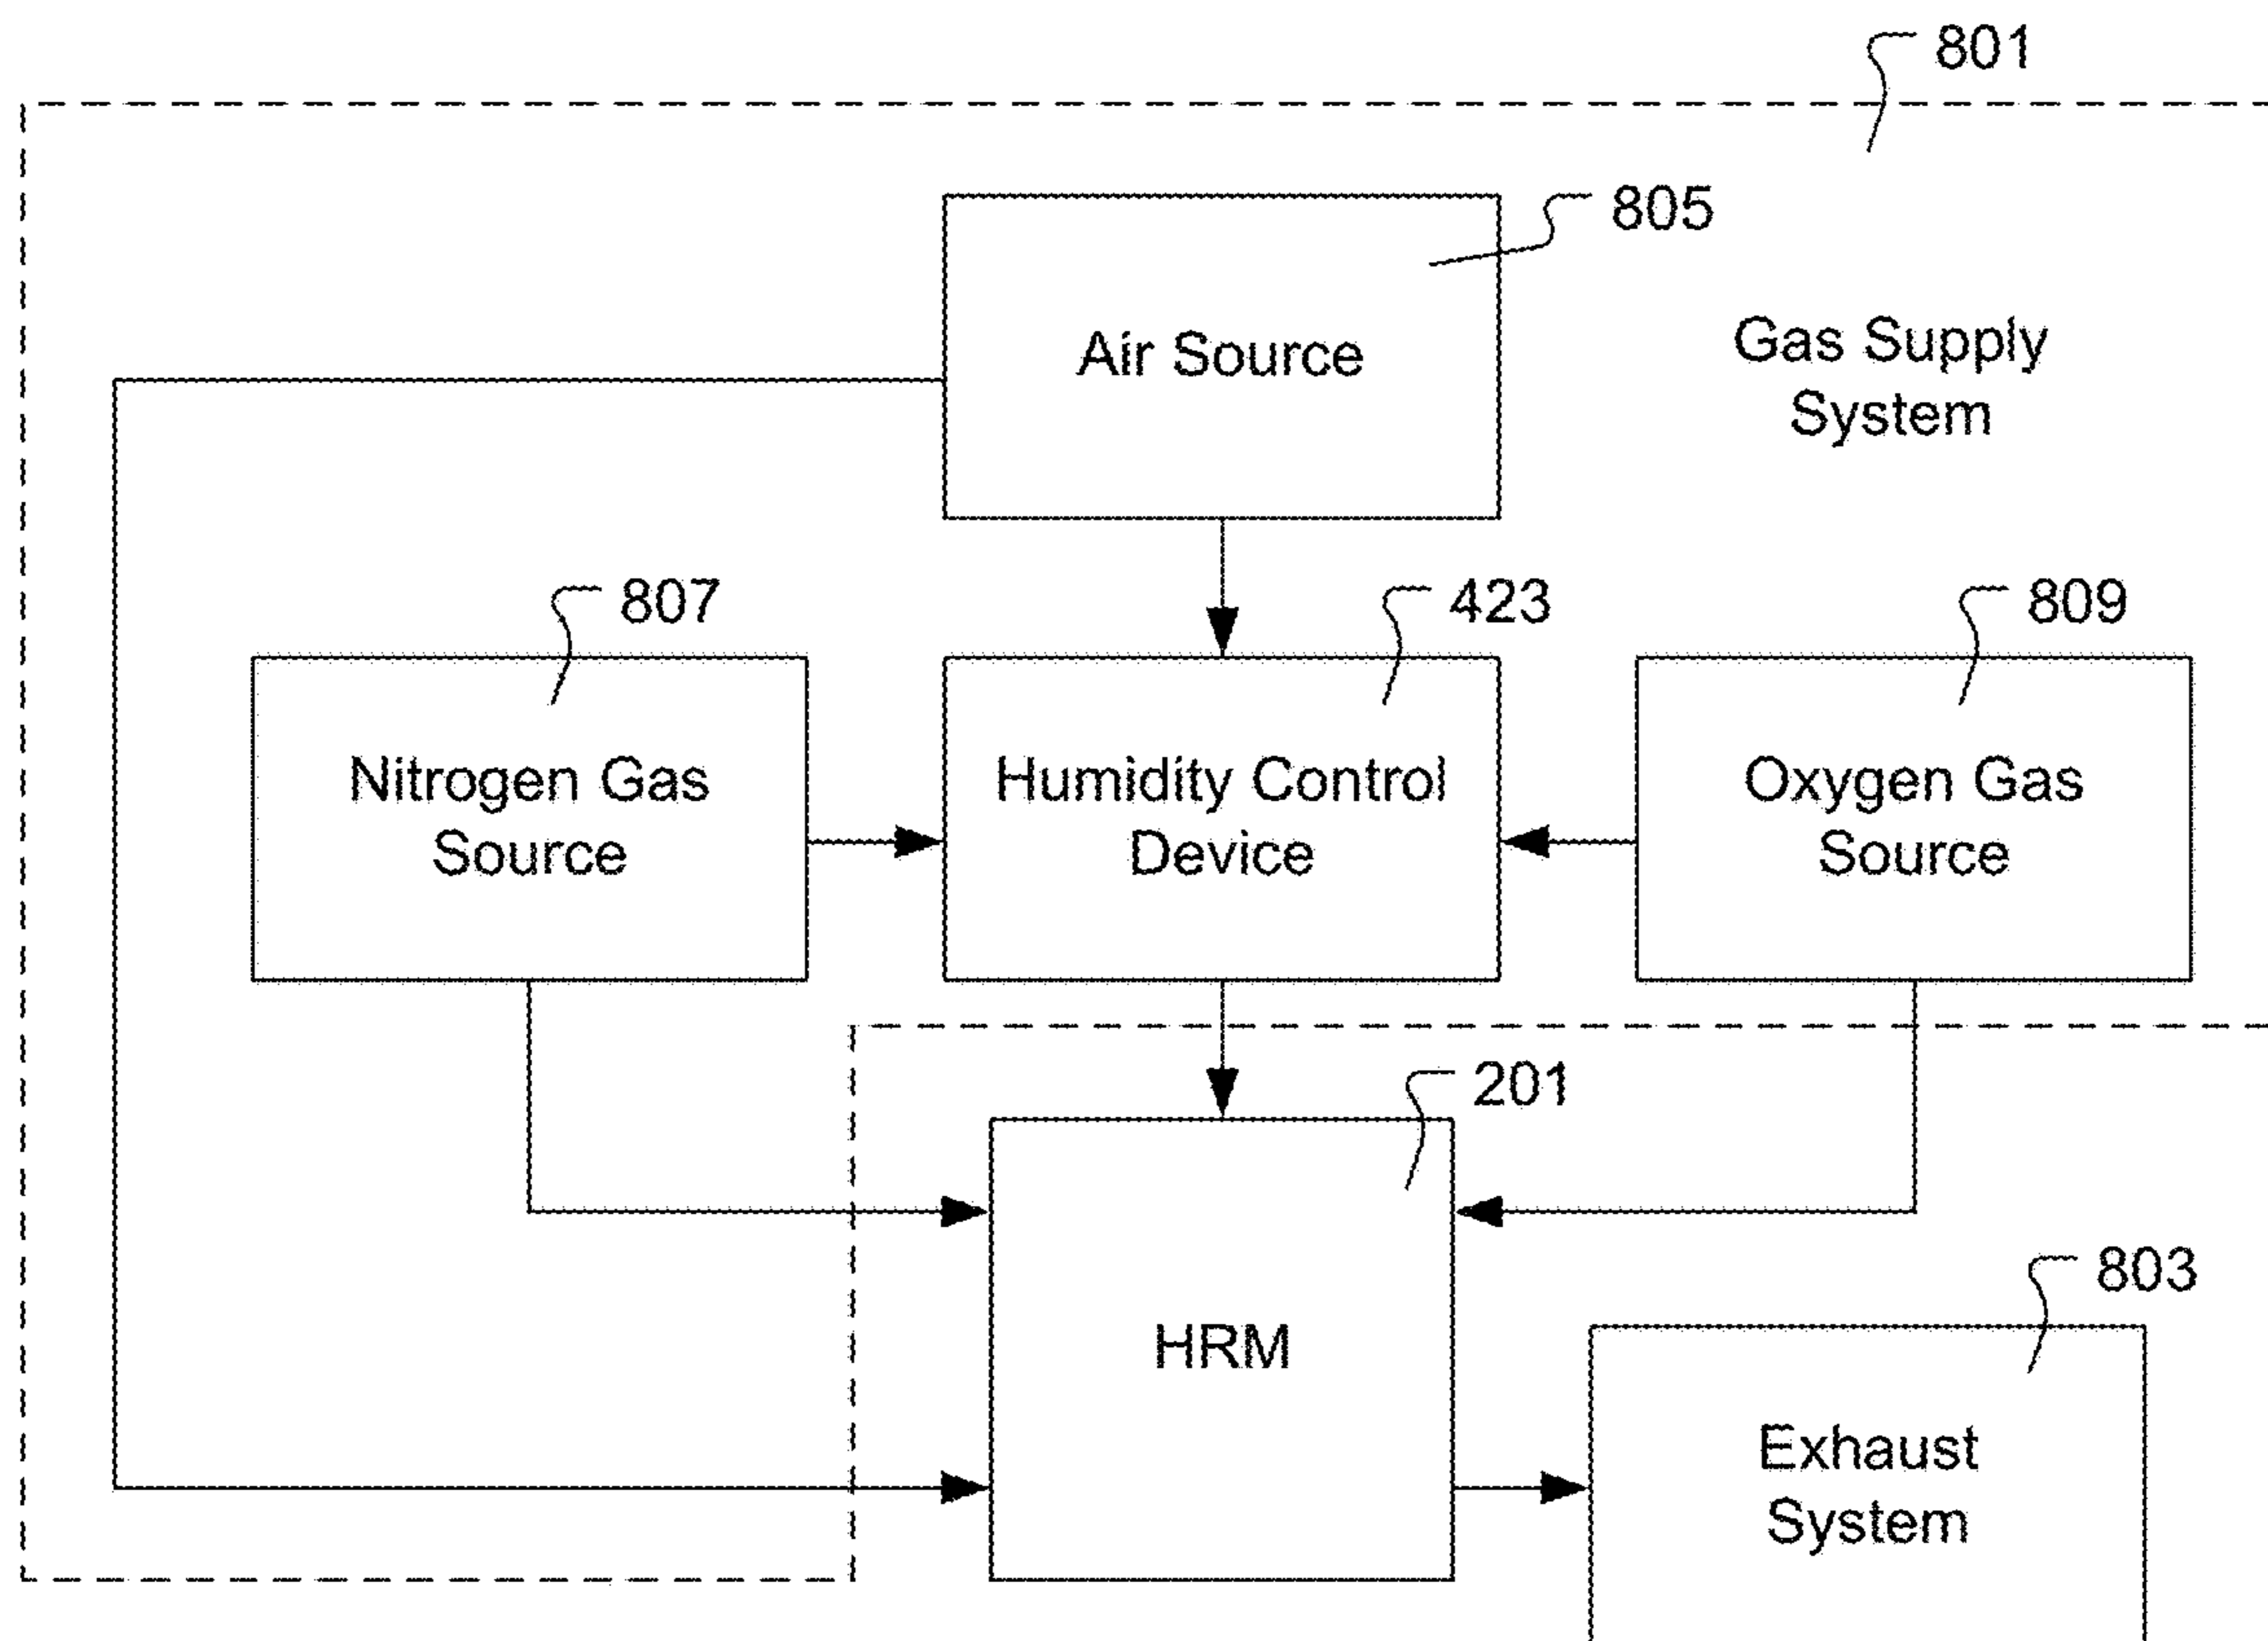 801
805
Air Source
Gas Supply
System
807
423
809
Nitrogen Gas
Source
Humidity Control
Device
Oxygen Gas
Source
201
HRM
803
Exhaust
System